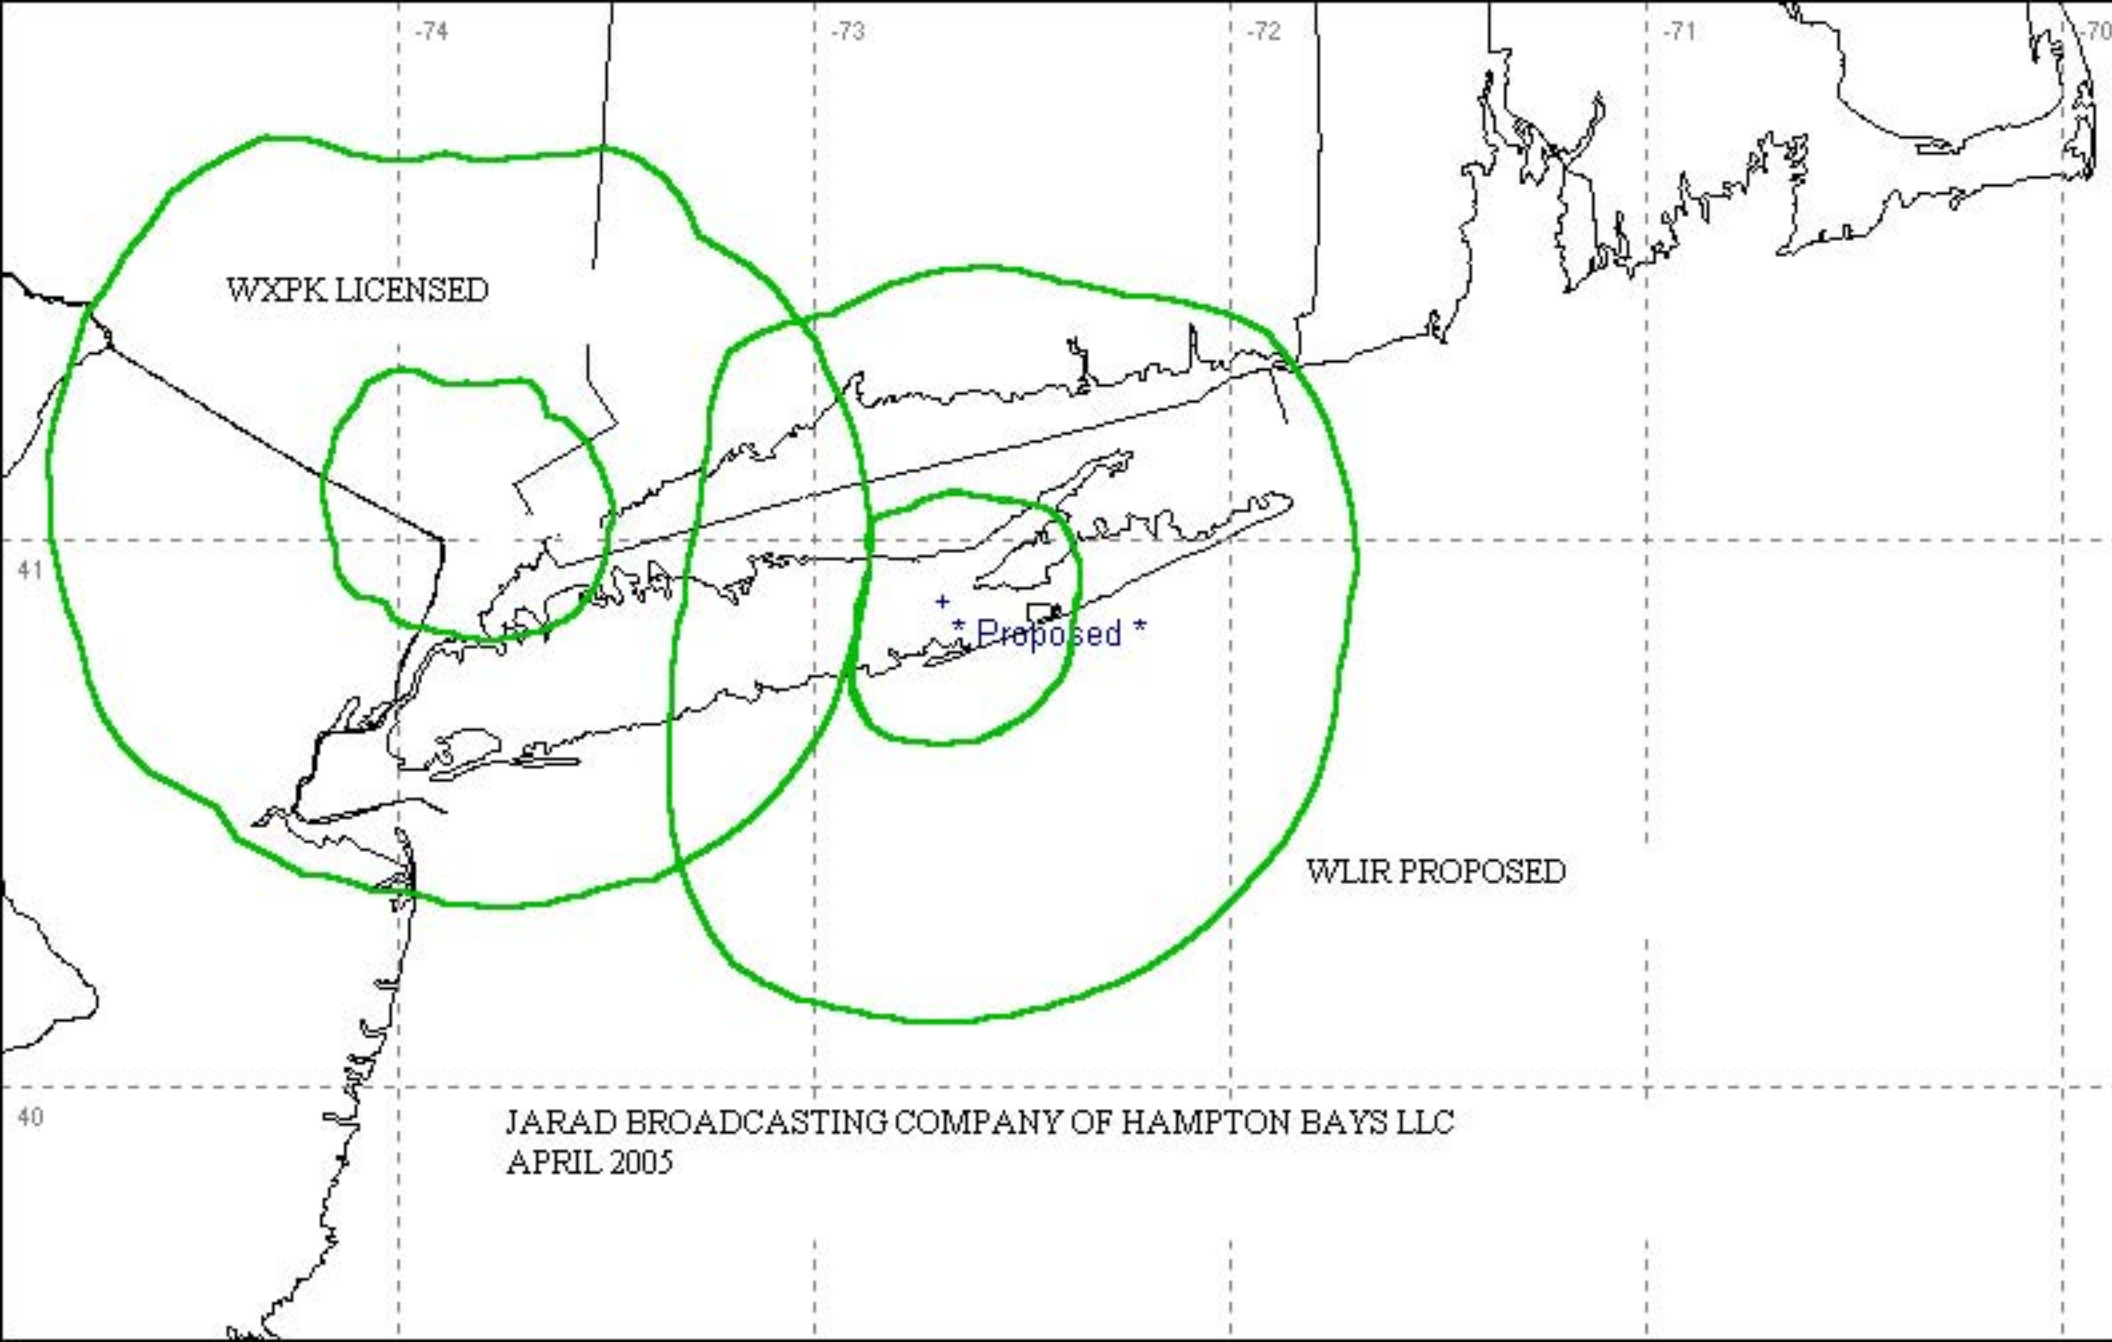 -74
-73
-72
-71
-70
WXPK LICENSED
41
* Proposed *
WLIR PROPOSED
40
JARAD BROADCASTING COMPANY OF HAMPTON BAYS LLC
APRIL 2005